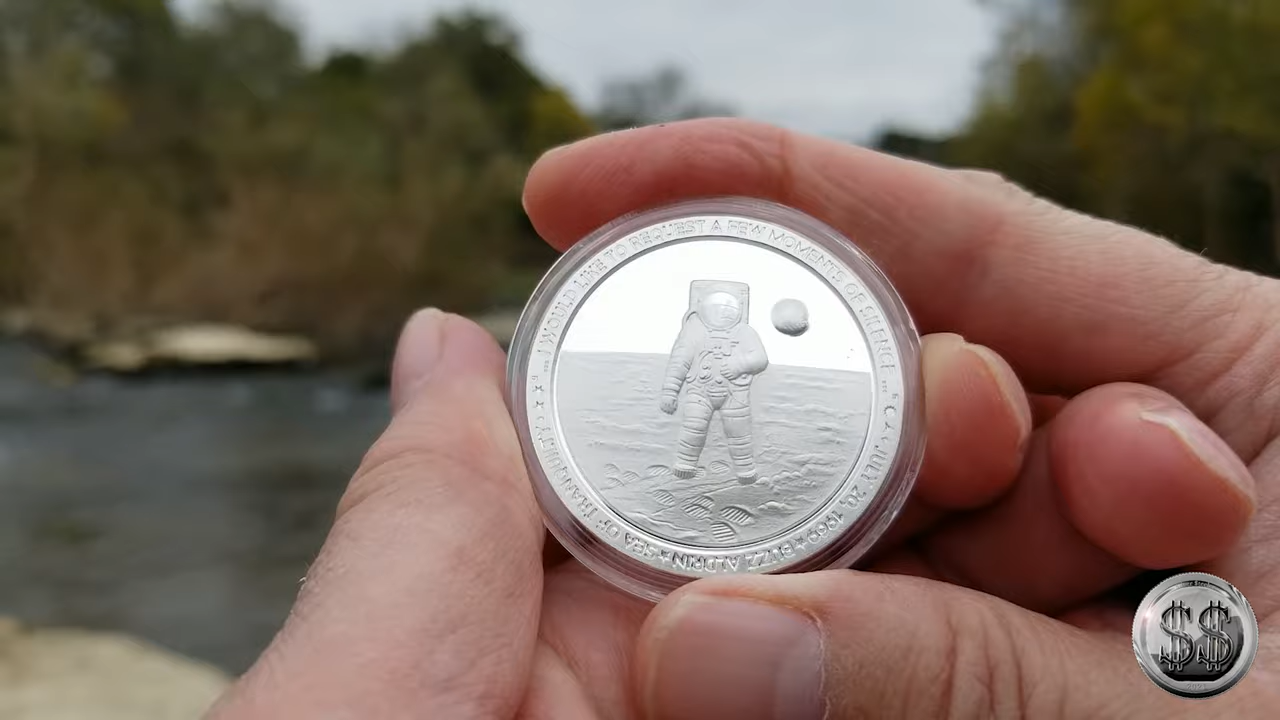 "I WOULD LIKE TO REQUEST A FEW MOMENTS OF SILENCE ... "
JULY 20, 1969 ★ BUZZ ALDRIN ★ SEA OF TRANQUILITY
$$